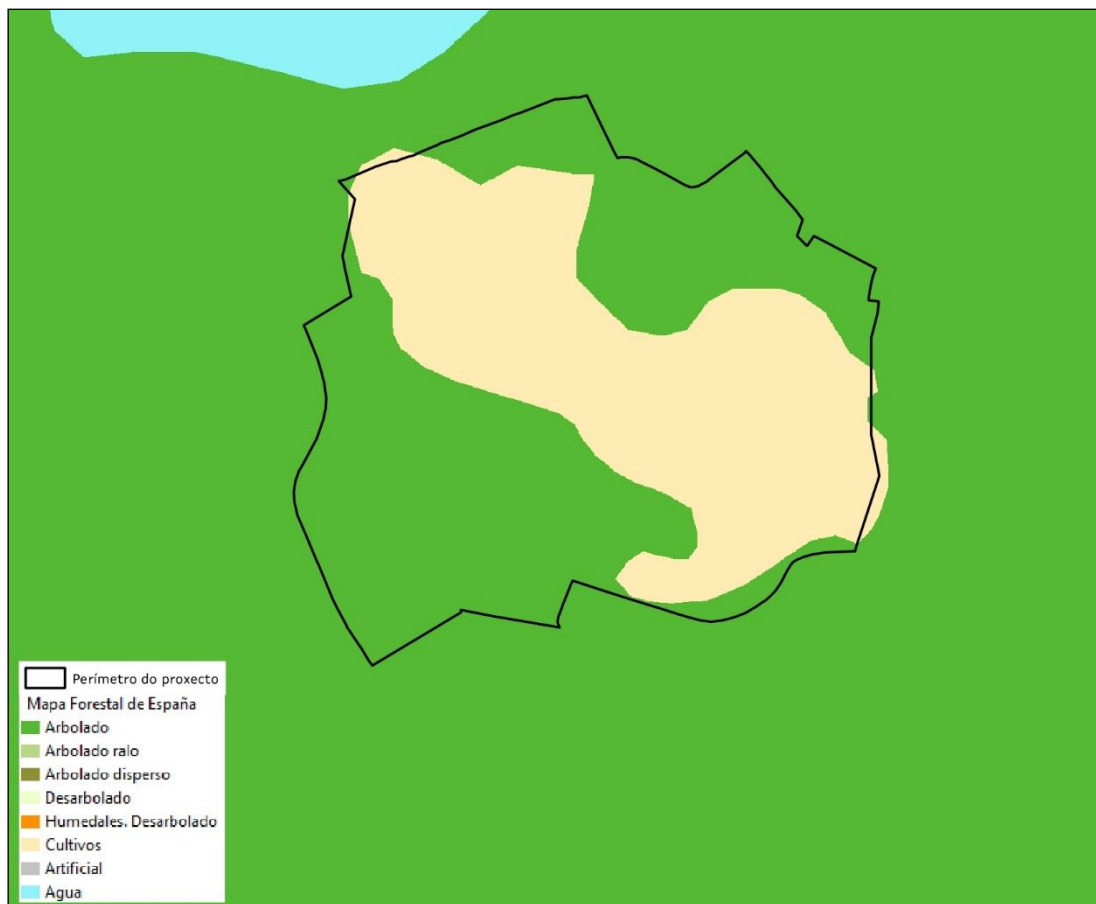 Perímetro do proxecto
Mapa Forestal de España
Arbolado
Arbolado ralo
Arbolado disperso
Desarbolado
Humedales. Desarbolado
Cultivos
Artificial
Agua